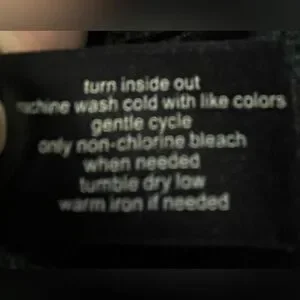 turn inside out
machine wash cold with like colors
gentle cycle
only non-chlorine bleach
when needed
tumble dry low
warm iron if needed